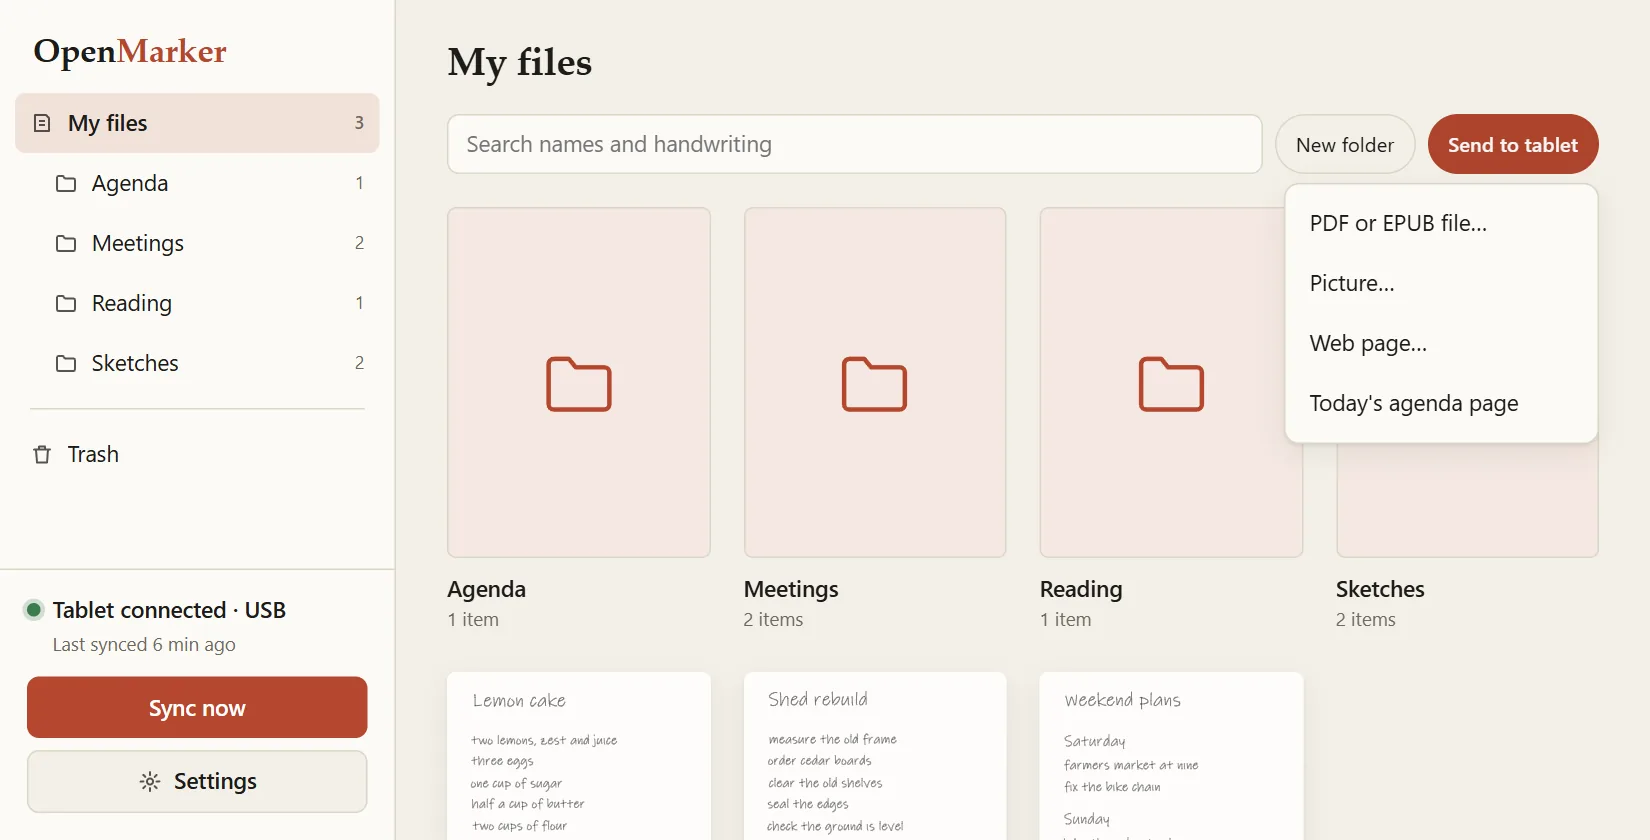 OpenMarker
My files 3
Agenda 1
Meetings 2
Reading 1
Sketches 2
Trash
Tablet connected · USB
Last synced 6 min ago
Sync now
Settings
My files
Search names and handwriting
New folder
Send to tablet
PDF or EPUB file...
Picture...
Web page...
Today's agenda page
Agenda
1 item
Meetings
2 items
Reading
1 item
Sketches
2 items
Lemon cake
two lemons, zest and juice
three eggs
one cup of sugar
half a cup of butter
two cups of flour
Shed rebuild
measure the old frame
order cedar boards
clear the old shelves
seal the edges
check the ground is level
Weekend plans
Saturday
farmers market at nine
fix the bike chain
Sunday